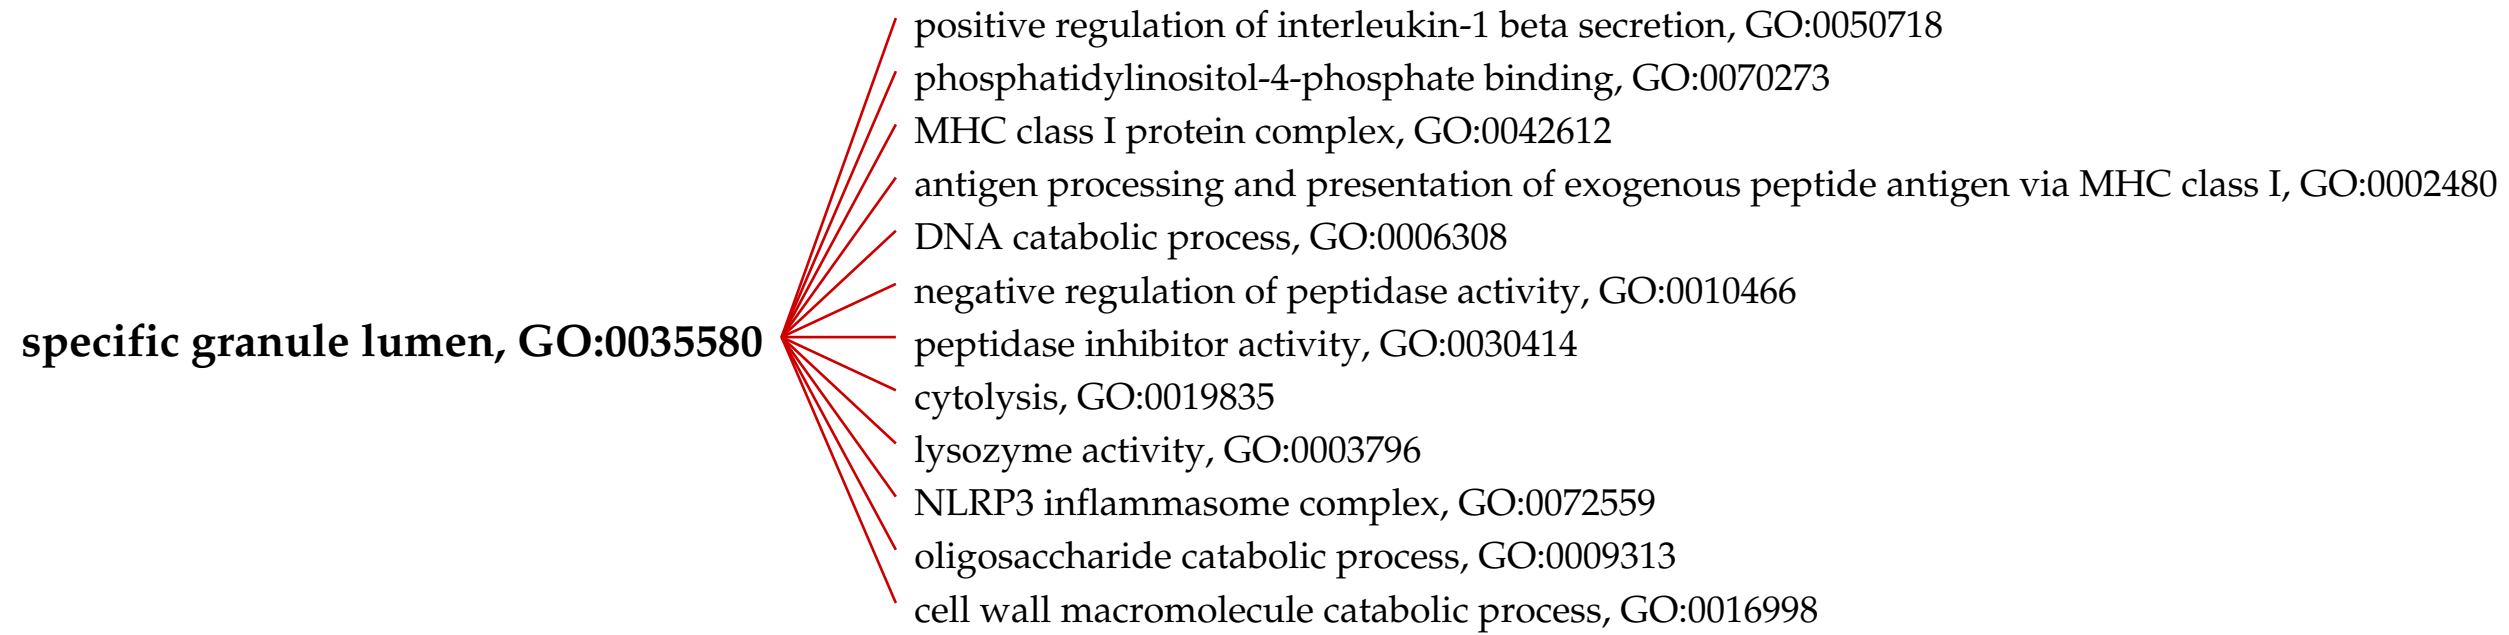 positive regulation of interleukin-1 beta secretion, GO:0050718
phosphatidylinositol-4-phosphate binding, GO:0070273
MHC class I protein complex, GO:0042612
antigen processing and presentation of exogenous peptide antigen via MHC class I, GO:0002480
DNA catabolic process, GO:0006308
negative regulation of peptidase activity, GO:0010466
specific granule lumen, GO:0035580
peptidase inhibitor activity, GO:0030414
cytolysis, GO:0019835
lysozyme activity, GO:0003796
NLRP3 inflammasome complex, GO:0072559
oligosaccharide catabolic process, GO:0009313
cell wall macromolecule catabolic process, GO:0016998